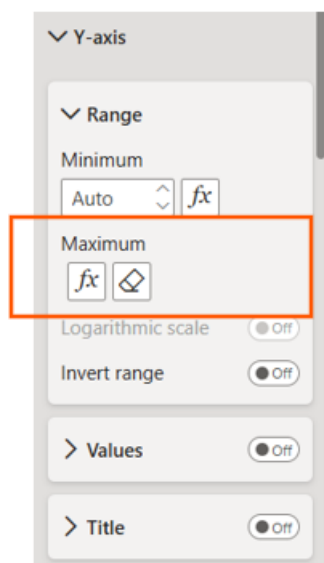 Y-axis
Range
Minimum
Auto fx
Maximum
fx
Logarithmic scale Off
Invert range Off
Values Off
Title Off